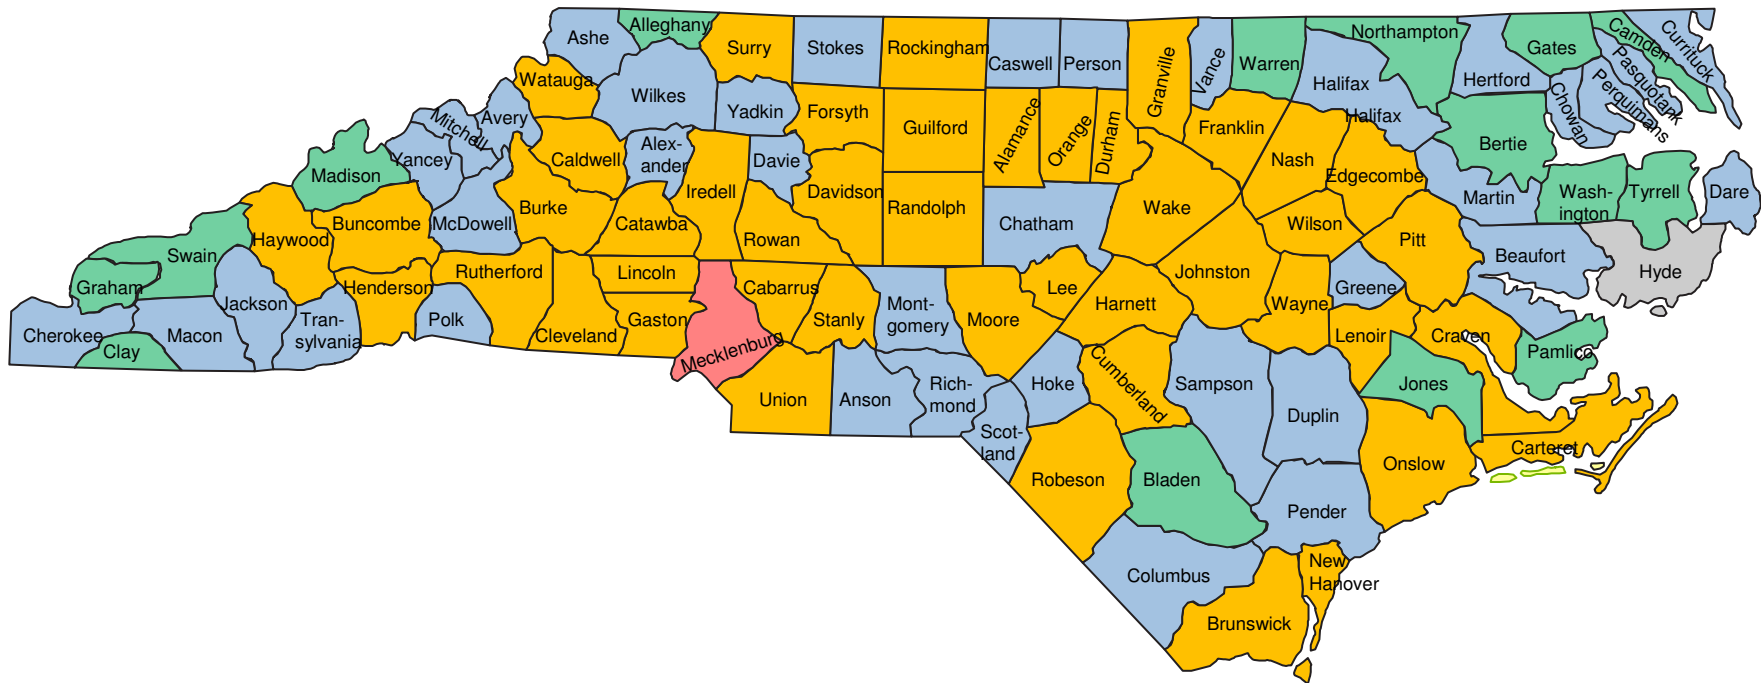 Ashe
Alleghany
Surry
Stokes
Rockingham
Caswell
Person
Granville
Vance
Warren
Northampton
Gates
Camden
Currituck
Hertford
Pasquotank
Perquimans
Chowan
Halifax
Halifax
Watauga
Wilkes
Yadkin
Forsyth
Guilford
Alamance
Orange
Durham
Franklin
Nash
Edgecombe
Bertie
Martin
Wash-
ington
Tyrrell
Dare
Mitchell
Avery
Yancey
Caldwell
Alex-
ander
Davie
Iredell
Davidson
Randolph
Chatham
Wake
Wilson
Pitt
Beaufort
Hyde
Madison
Buncombe
McDowell
Burke
Catawba
Rowan
Haywood
Swain
Graham
Cherokee
Clay
Macon
Jackson
Tran-
sylvania
Henderson
Polk
Rutherford
Cleveland
Lincoln
Gaston
Mecklenburg
Cabarrus
Stanly
Mont-
gomery
Moore
Lee
Harnett
Johnston
Wayne
Greene
Lenoir
Craven
Pamlico
Jones
Union
Anson
Rich-
mond
Scot-
land
Hoke
Cumberland
Sampson
Duplin
Onslow
Carteret
Robeson
Bladen
Pender
Columbus
New
Hanover
Brunswick